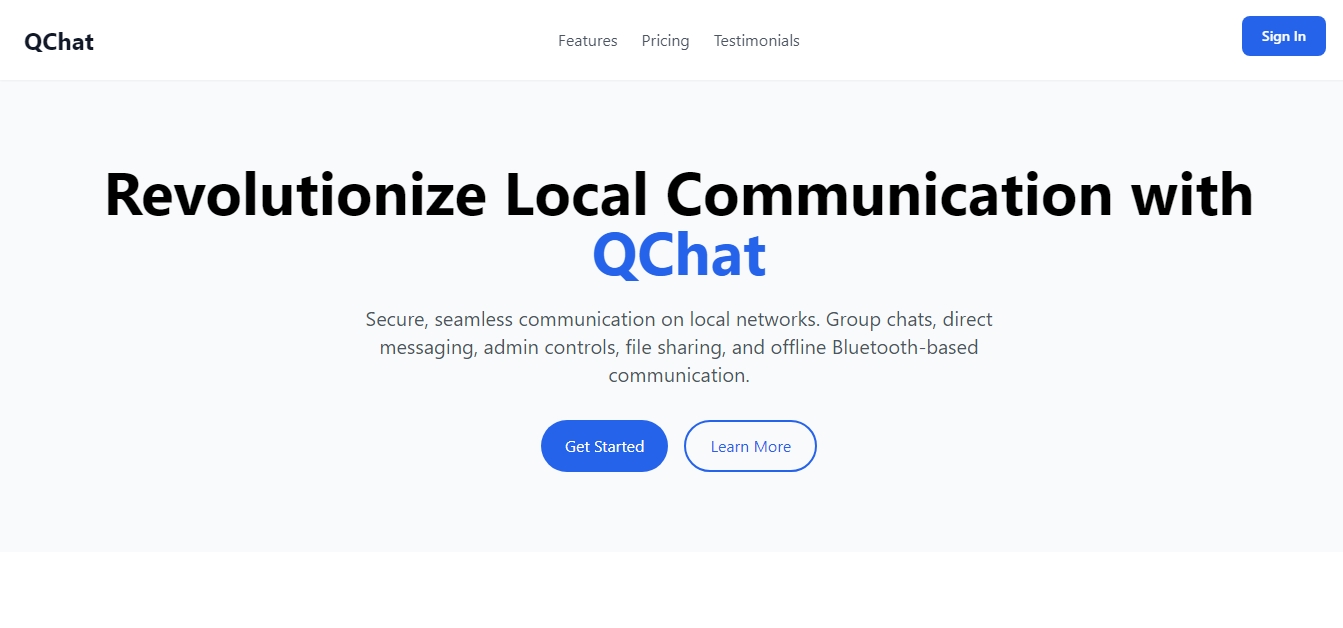 QChat
Features Pricing Testimonials
Sign In
Revolutionize Local Communication with
QChat
Secure, seamless communication on local networks. Group chats, direct
messaging, admin controls, file sharing, and offline Bluetooth-based
communication.
Get Started
Learn More